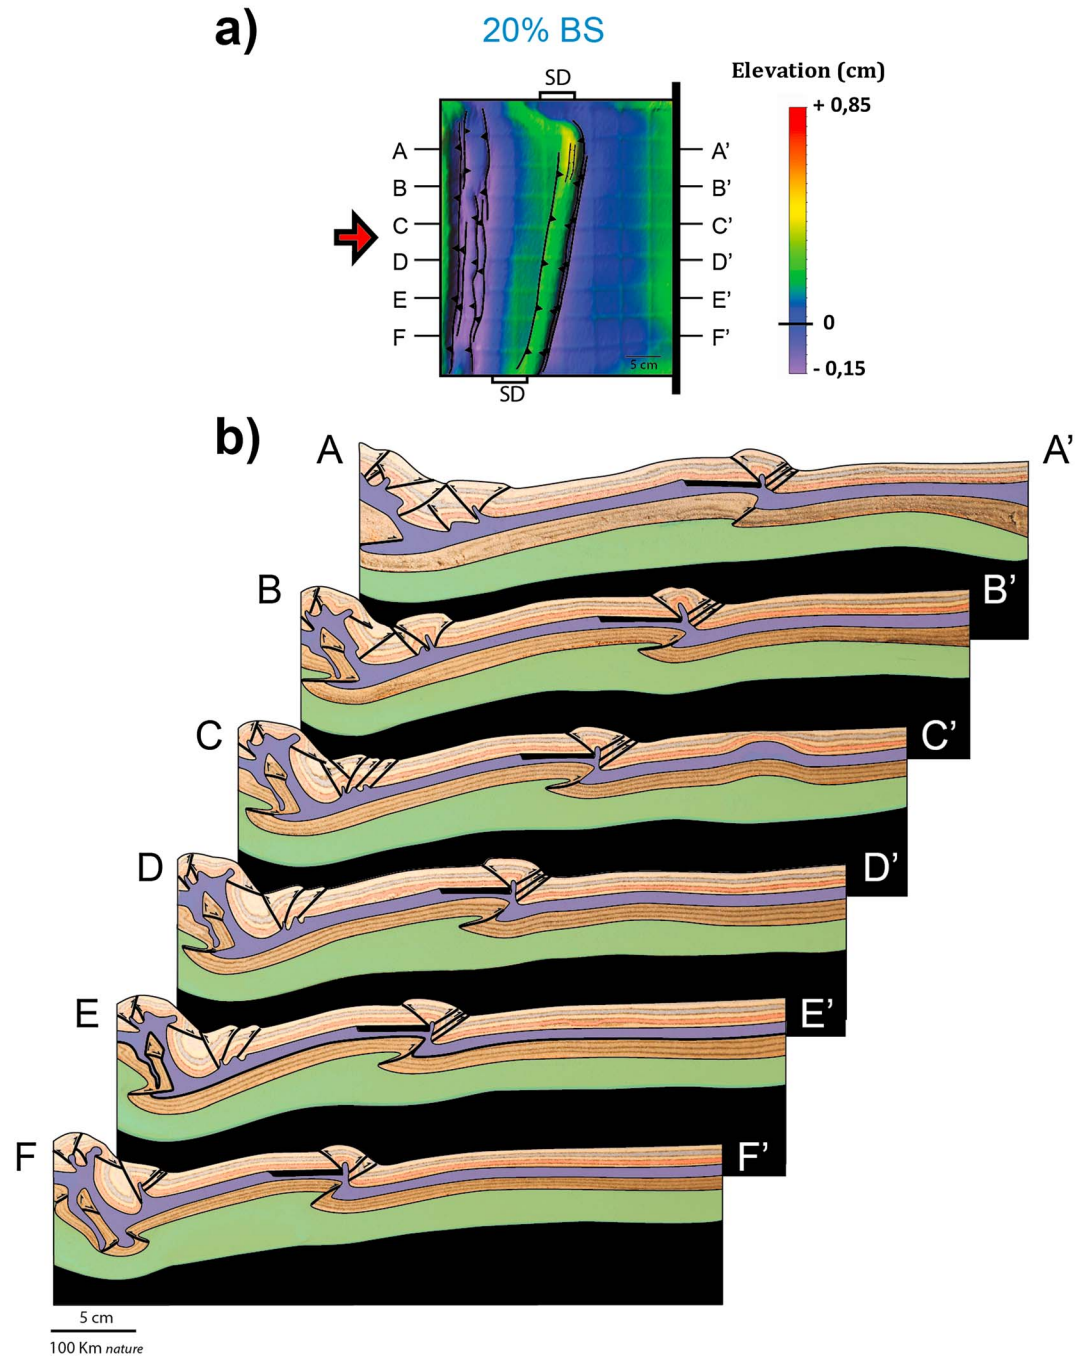 a)
20% BS
Elevation (cm)
SD
+ 0,85
A
A'
B
B'
C
C'
D
D'
E
E'
0
F
F'
5 cm
- 0,15
SD
b)
A
A'
B
B'
C
C'
D
D'
E
E'
F
F'
5 cm
100 Km nature